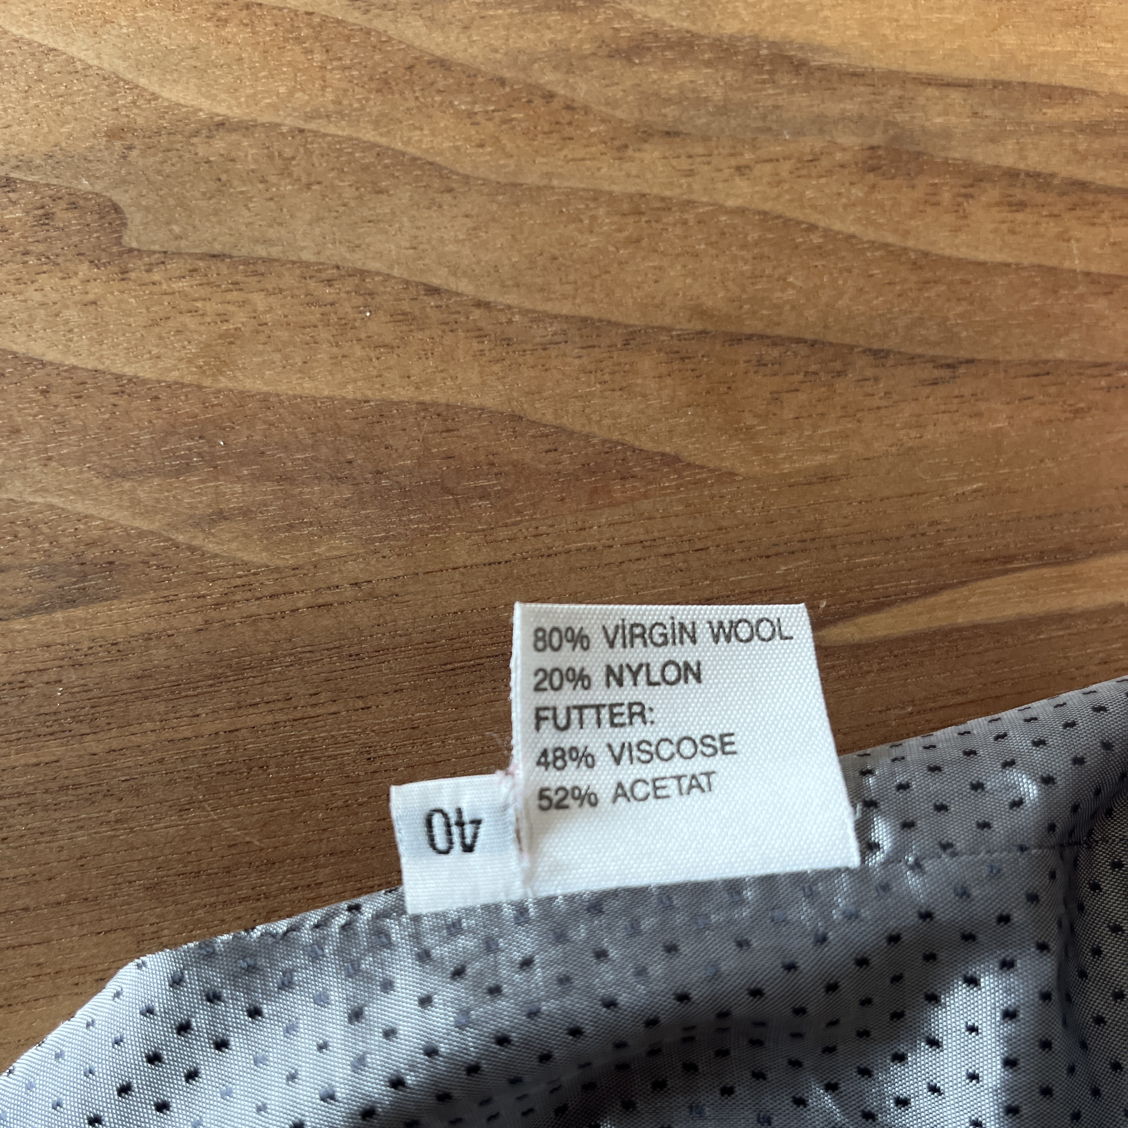 80% VİRGİN WOOL
20% NYLON
FUTTER:
48% VISCOSE
52% ACETAT
40